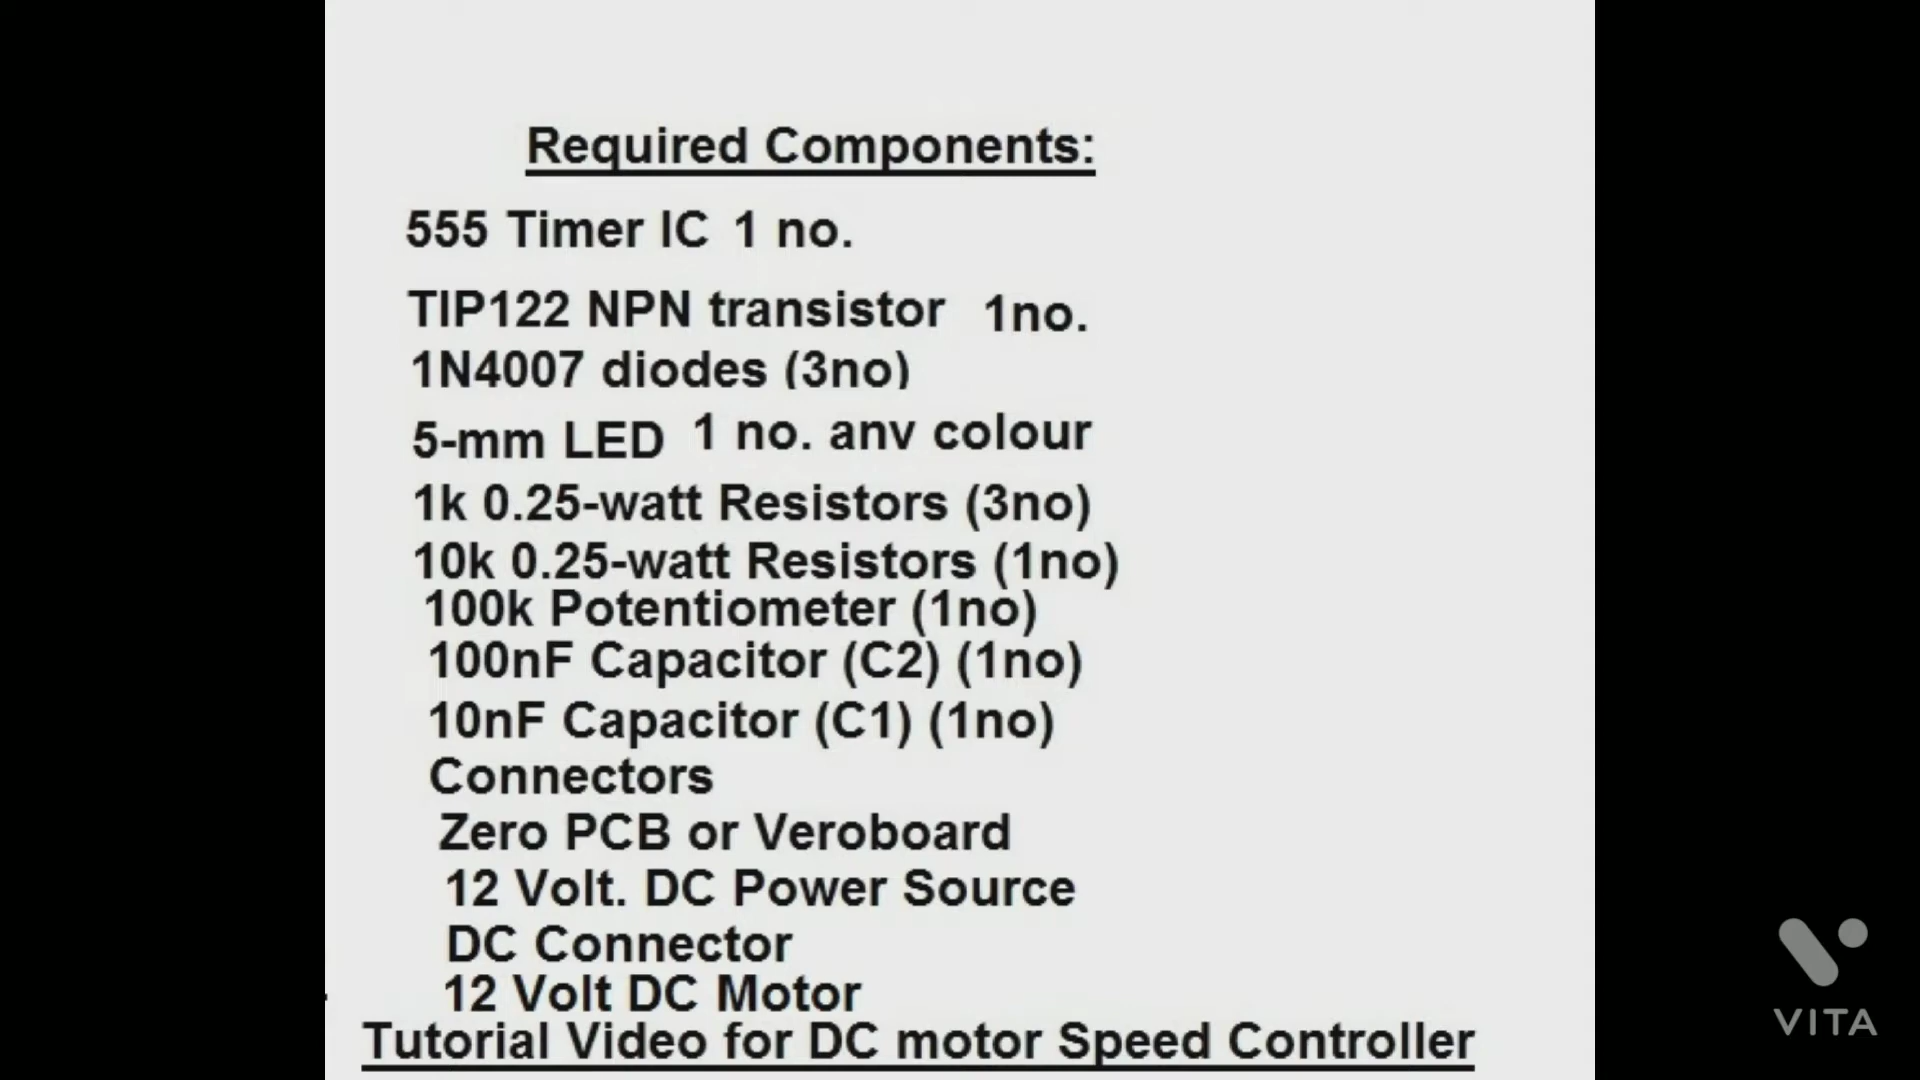 Required Components:
555 Timer IC 1 no.
TIP122 NPN transistor 1no.
1N4007 diodes (3no)
5-mm LED 1 no. anv colour
1k 0.25-watt Resistors (3no)
10k 0.25-watt Resistors (1no)
100k Potentiometer (1no)
100nF Capacitor (C2) (1no)
10nF Capacitor (C1) (1no)
Connectors
Zero PCB or Veroboard
12 Volt. DC Power Source
DC Connector
12 Volt DC Motor
Tutorial Video for DC motor Speed Controller
VITA